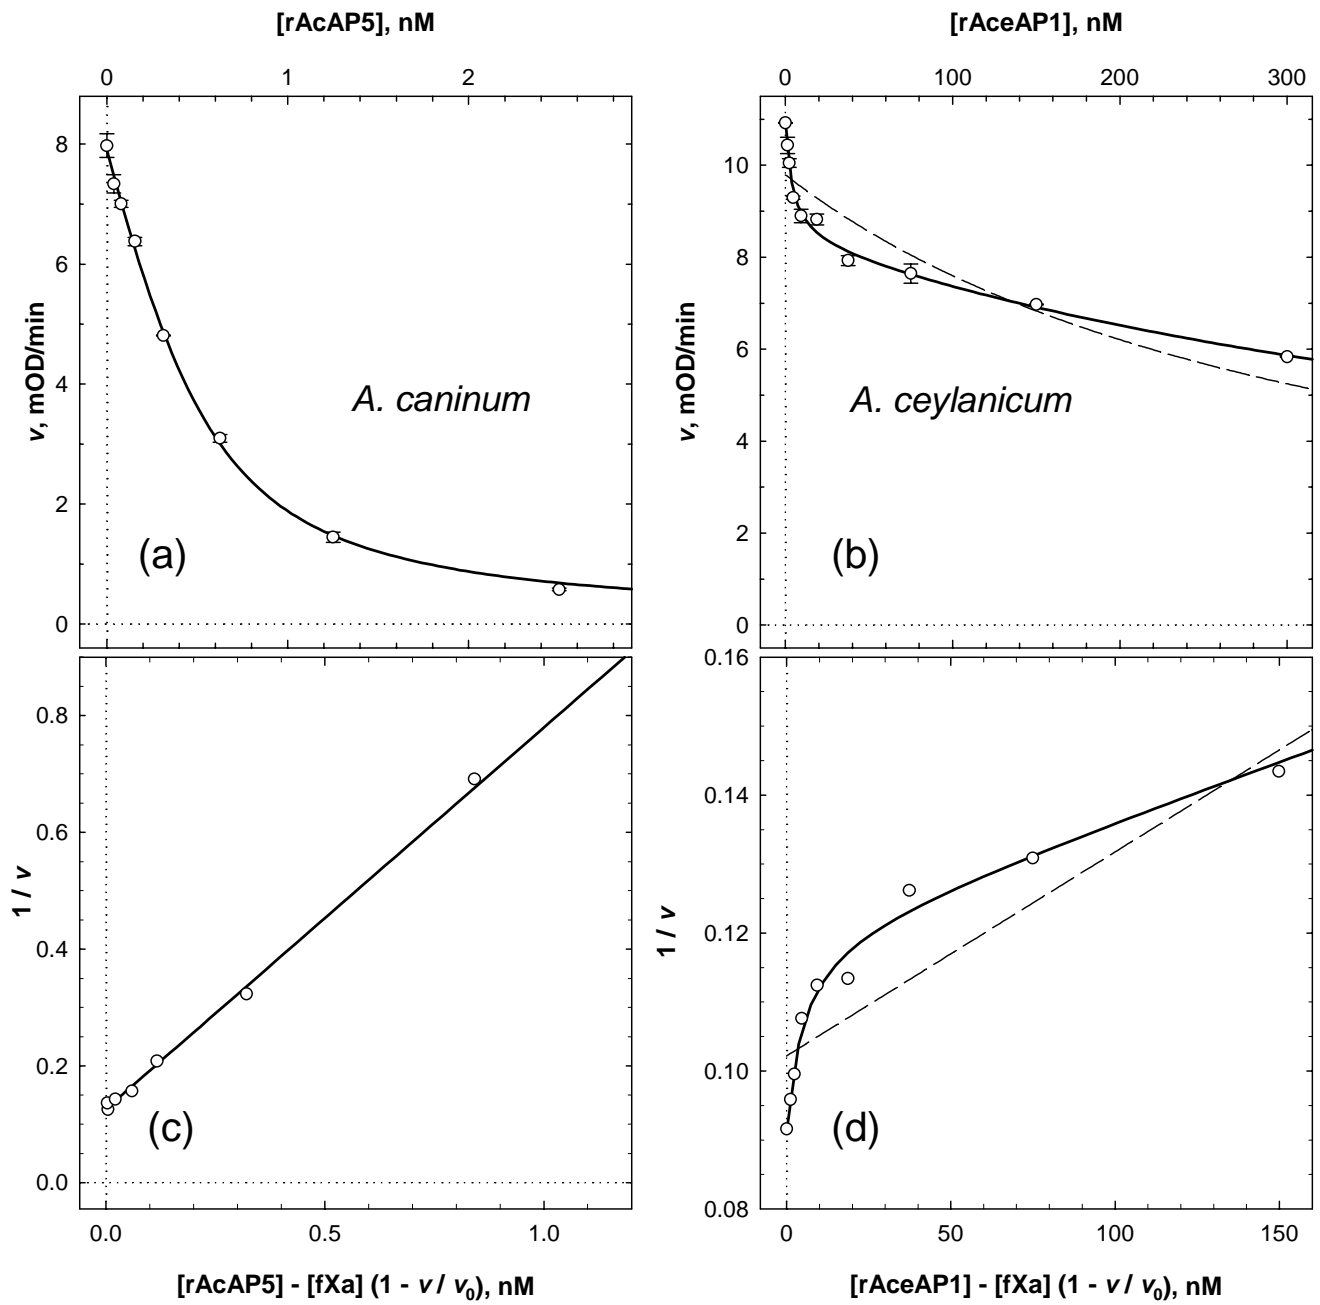 [rAcAP5], nM
[rAceAP1], nM
0 1 2
0 100 200 300
8
6
4
2
0
v, mOD/min
A. caninum
(a)
10
8
6
4
2
0
v, mOD/min
A. ceylanicum
(b)
0.8
0.6
0.4
0.2
0.0
1 / v
(c)
0.0 0.5 1.0
[rAcAP5] - [fXa] (1 - v / v₀), nM
0.16
0.14
0.12
0.10
0.08
1 / v
(d)
0 50 100 150
[rAceAP1] - [fXa] (1 - v / v₀), nM